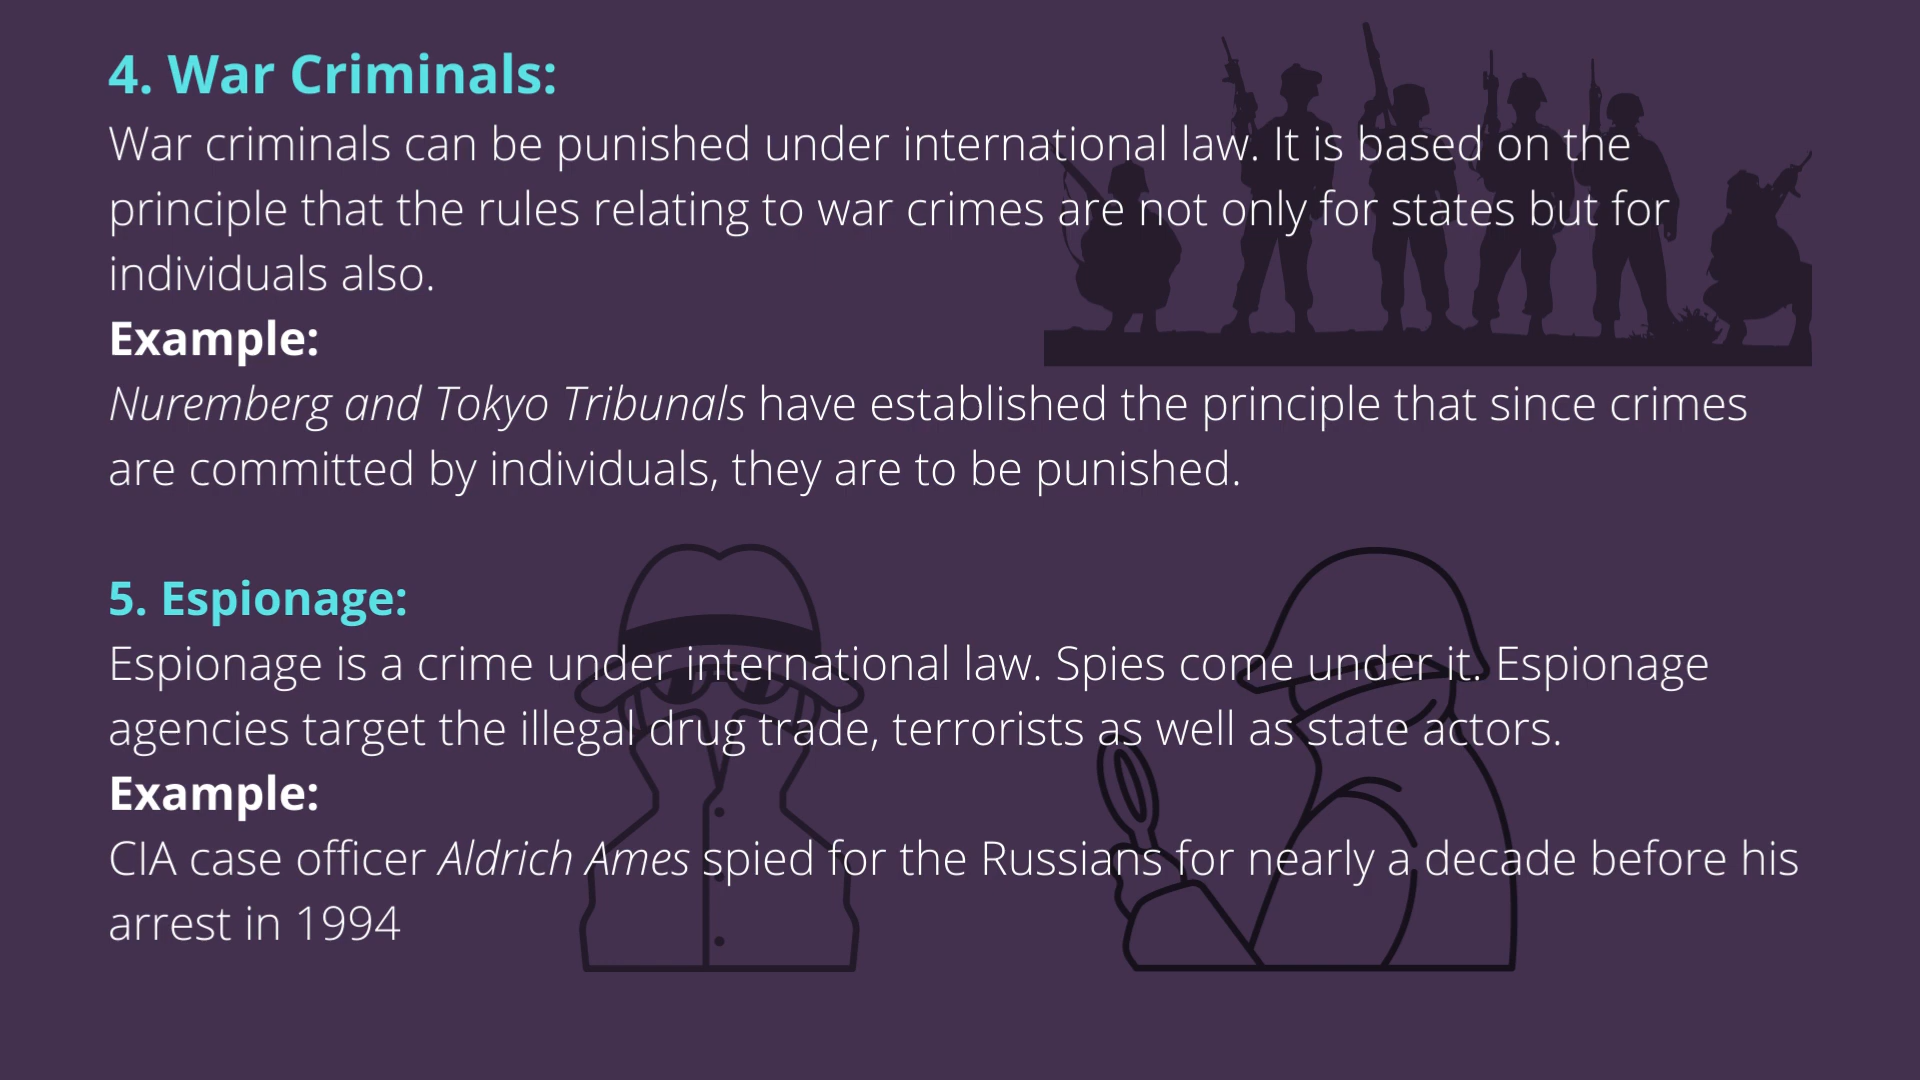 4. War Criminals:
War criminals can be punished under international law. It is based on the
principle that the rules relating to war crimes are not only for states but for
individuals also.
Example:
Nuremberg and Tokyo Tribunals have established the principle that since crimes
are committed by individuals, they are to be punished.
5. Espionage:
Espionage is a crime under international law. Spies come under it. Espionage
agencies target the illegal drug trade, terrorists as well as state actors.
Example:
CIA case officer Aldrich Ames spied for the Russians for nearly a decade before his
arrest in 1994